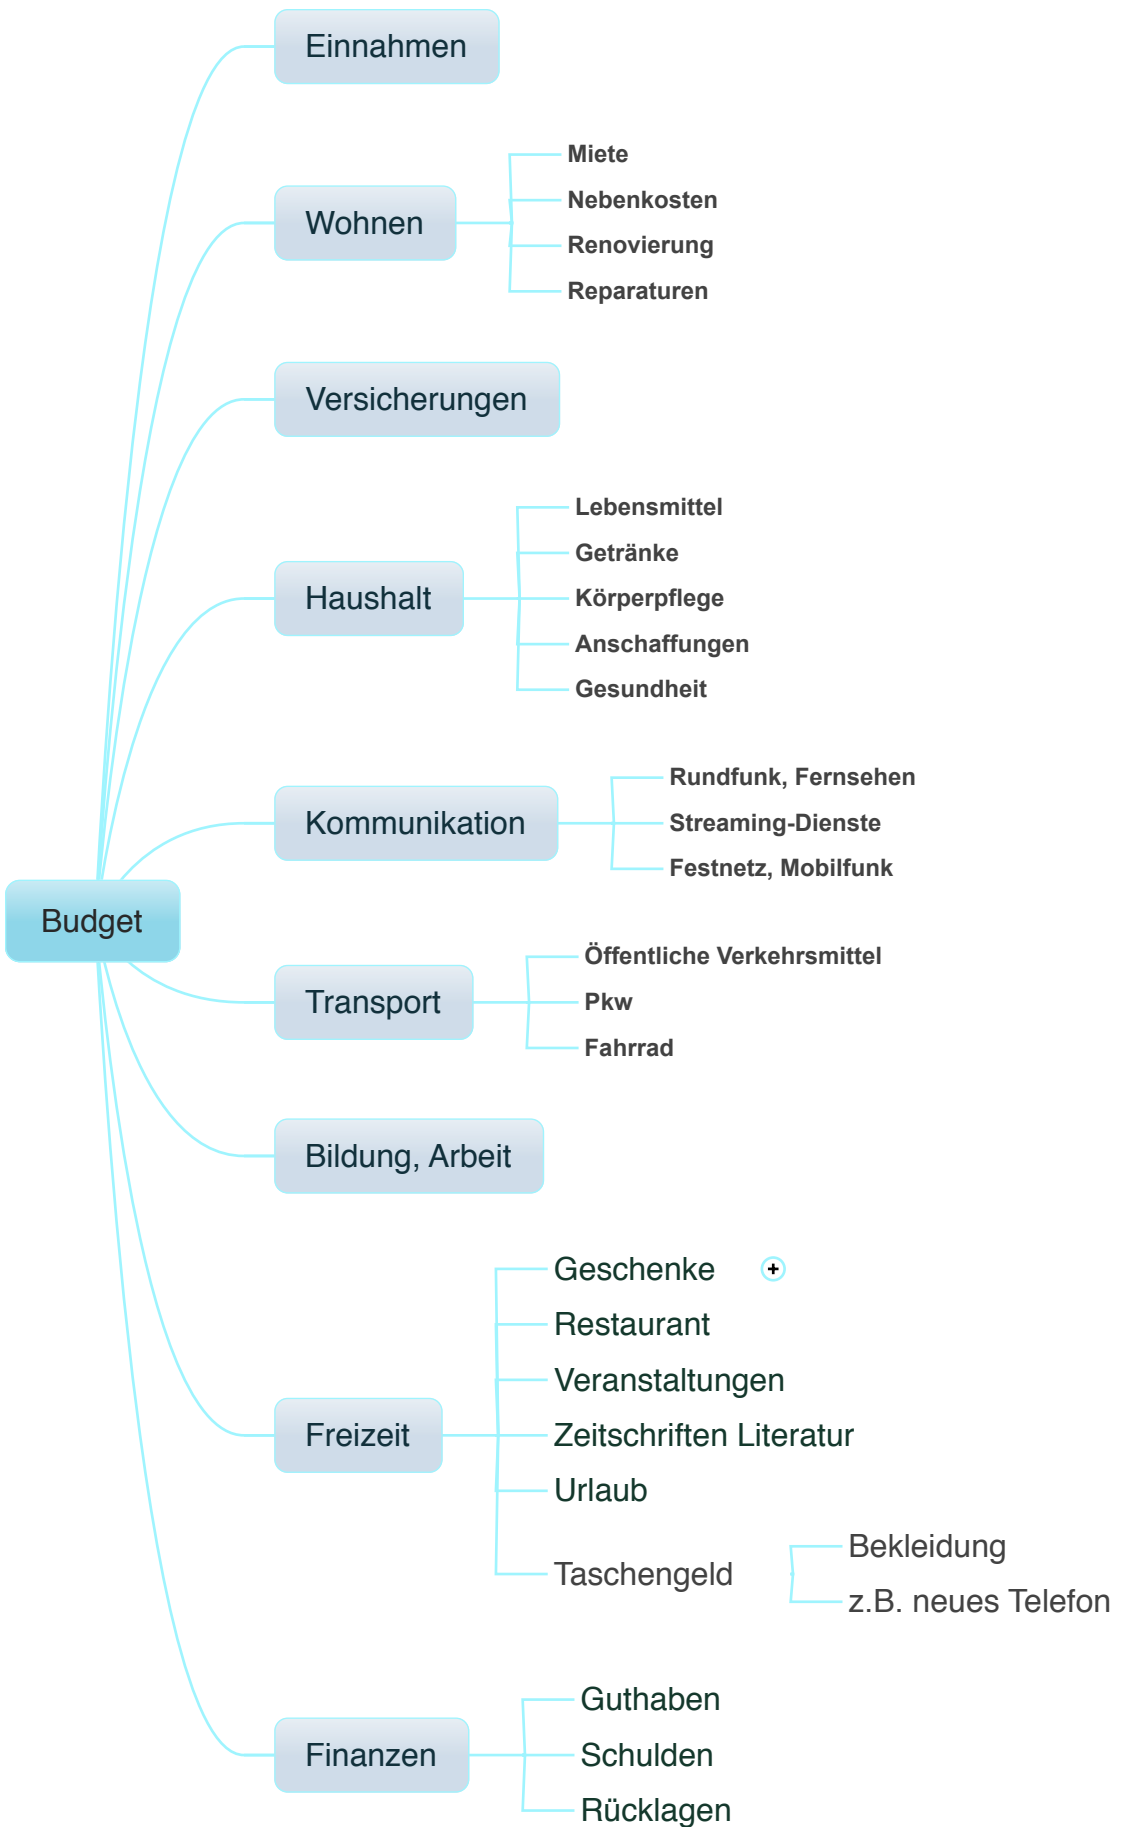 Einnahmen
Wohnen
Miete
Nebenkosten
Renovierung
Reparaturen
Versicherungen
Haushalt
Lebensmittel
Getränke
Körperpflege
Anschaffungen
Gesundheit
Kommunikation
Rundfunk, Fernsehen
Streaming-Dienste
Festnetz, Mobilfunk
Budget
Transport
Öffentliche Verkehrsmittel
Pkw
Fahrrad
Bildung, Arbeit
Freizeit
Geschenke
Restaurant
Veranstaltungen
Zeitschriften Literatur
Urlaub
Taschengeld
Bekleidung
z.B. neues Telefon
Finanzen
Guthaben
Schulden
Rücklagen